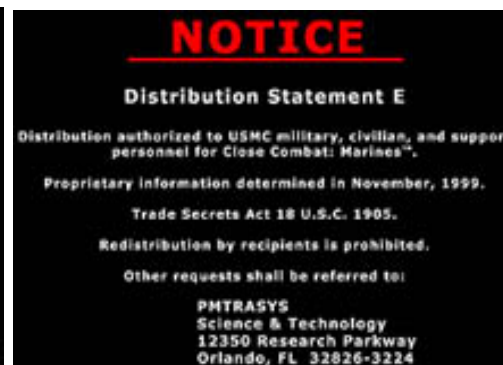 NOTICE
Distribution Statement E
Distribution authorized to USMC military, civilian, and suppor
personnel for Close Combat: Marines™.
Proprietary information determined in November, 1999.
Trade Secrets Act 18 U.S.C. 1905.
Redistribution by recipients is prohibited.
Other requests shall be referred to:
PMTRASYS
Science & Technology
12350 Research Parkway
Orlando, FL 32826-3224